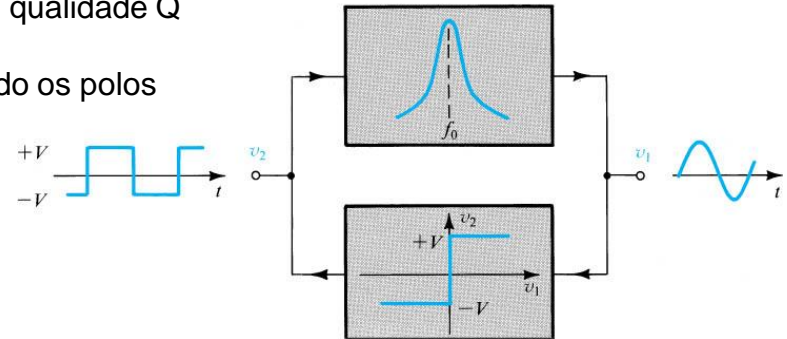 qualidade Q
do os polos
f₀
+V
−V
t
v₂
v₁
t
v₂
+V
v₁
−V